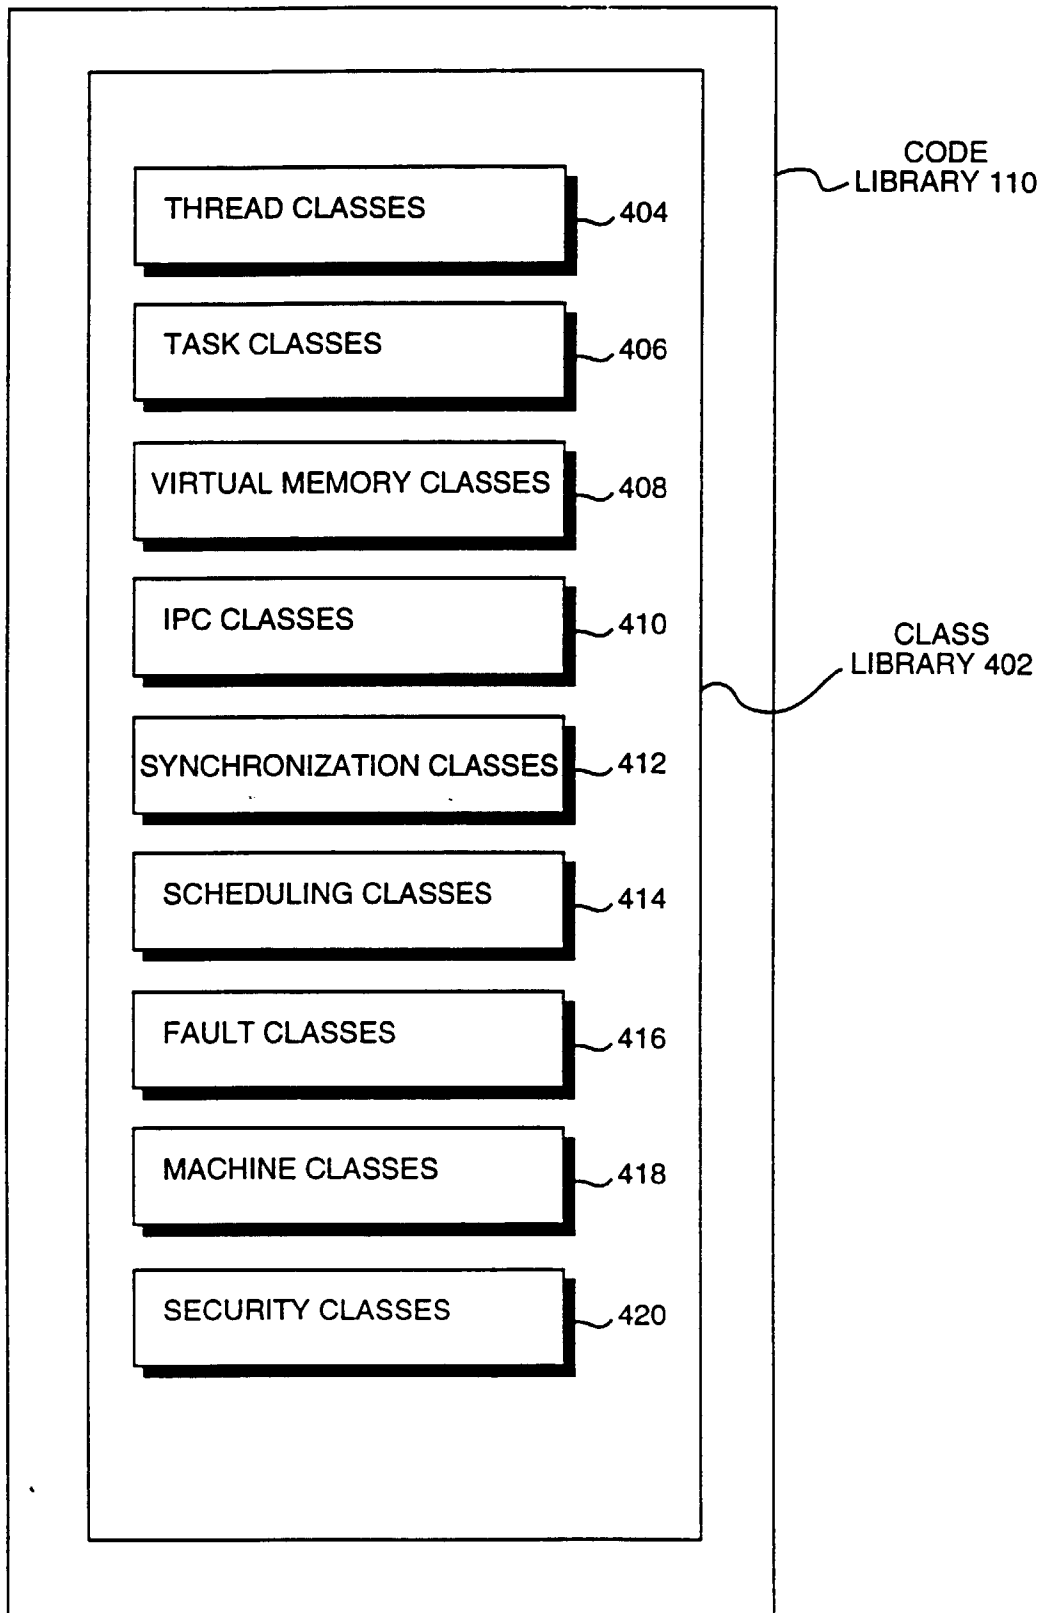 CODE
LIBRARY 110
THREAD CLASSES
404
TASK CLASSES
406
VIRTUAL MEMORY CLASSES
408
IPC CLASSES
410
CLASS
LIBRARY 402
SYNCHRONIZATION CLASSES
412
SCHEDULING CLASSES
414
FAULT CLASSES
416
MACHINE CLASSES
418
SECURITY CLASSES
420